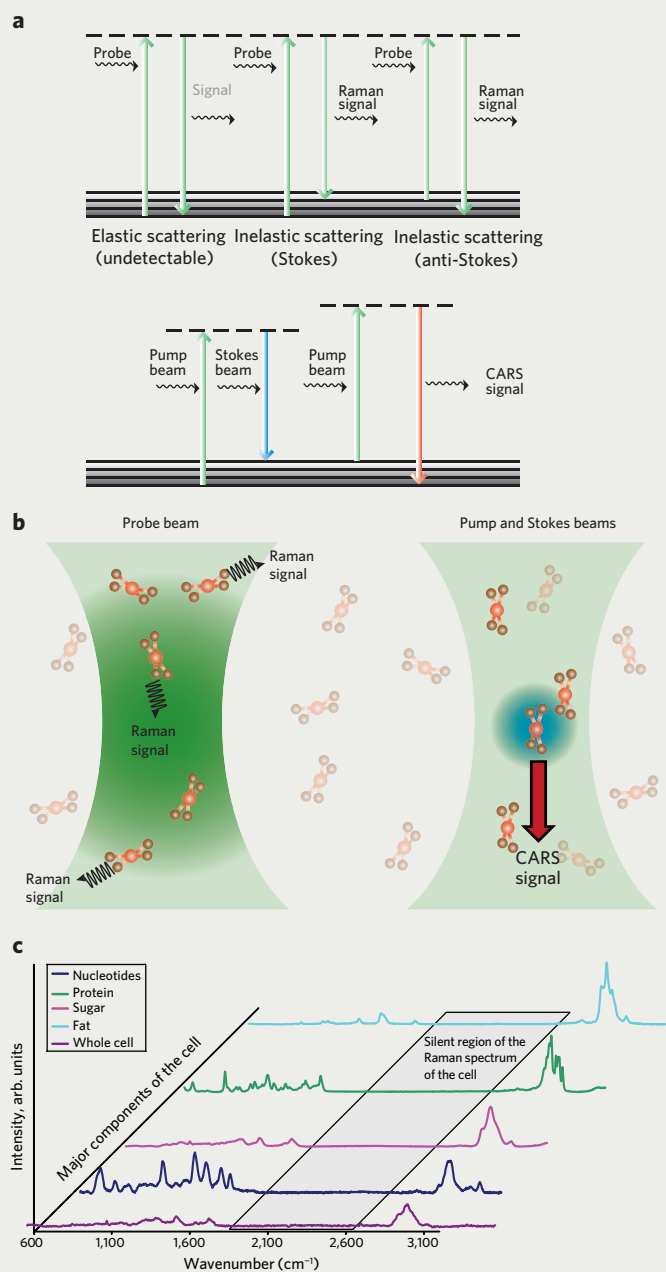 a
Probe
Signal
Probe
Raman
signal
Probe
Raman
signal
Elastic scattering
(undetectable)
Inelastic scattering
(Stokes)
Inelastic scattering
(anti-Stokes)
Pump
beam
Stokes
beam
Pump
beam
CARS
signal
b
Probe beam
Pump and Stokes beams
Raman
signal
Raman
signal
Raman
signal
CARS
signal
c
Nucleotides
Protein
Sugar
Fat
Whole cell
Silent region of the
Raman spectrum
of the cell
Major components of the cell
Intensity, arb. units
600
1,100
1,600
2,100
2,600
3,100
Wavenumber (cm⁻¹)